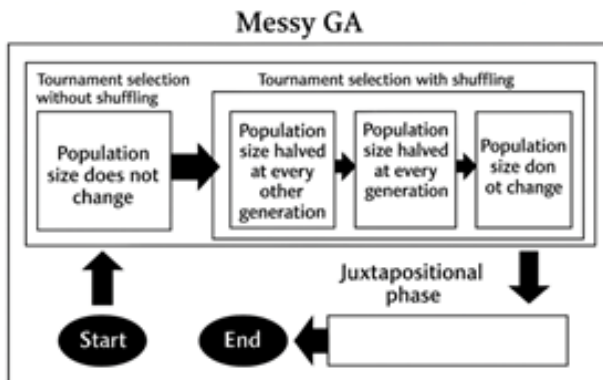 Messy GA
Tournament selection
without shuffling
Tournament selection with shuffling
Population
size does not
change
Population
size halved
at every
other
generation
Population
size halved
at every
generation
Population
size don
ot change
Juxtapositional
phase
Start
End